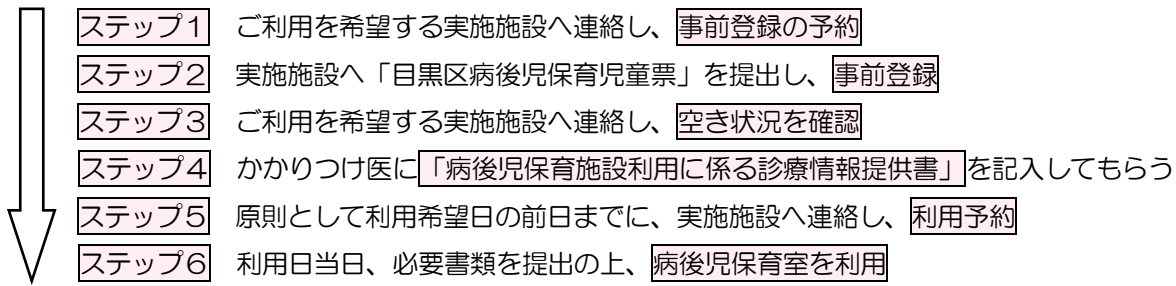 ステップ1 ご利用を希望する実施施設へ連絡し、事前登録の予約
ステップ2 実施施設へ「目黒区病後児保育児童票」を提出し、事前登録
ステップ3 ご利用を希望する実施施設へ連絡し、空き状況を確認
ステップ4 かかりつけ医に「病後児保育施設利用に係る診療情報提供書」を記入してもらう
ステップ5 原則として利用希望日の前日までに、実施施設へ連絡し、利用予約
ステップ6 利用日当日、必要書類を提出の上、病後児保育室を利用